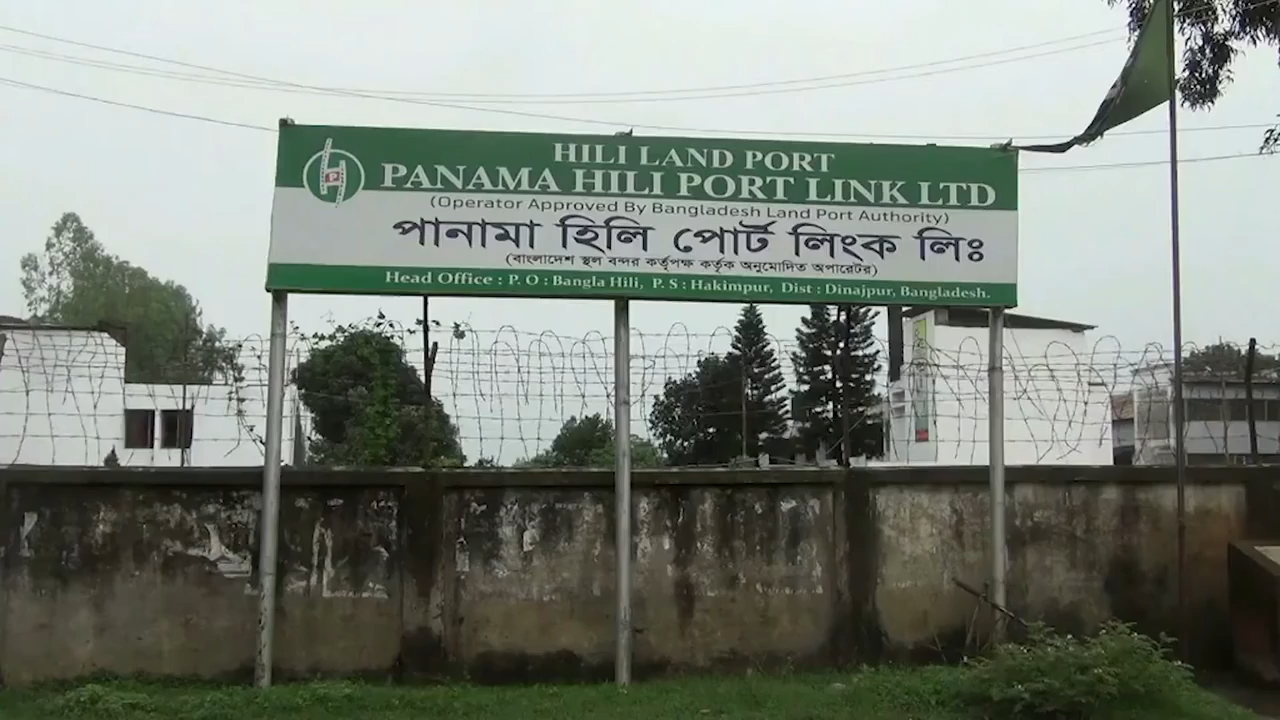 HILI LAND PORT
PANAMA HILI PORT LINK LTD
(Operator Approved By Bangladesh Land Port Authority)
পানামা হিলি পোর্ট লিংক লিঃ
(বাংলাদেশ স্থল বন্দর কর্তৃপক্ষ কর্তৃক অনুমোদিত অপারেটর)
Head Office : P. O : Bangla Hili, P. S : Hakimpur, Dist : Dinajpur, Bangladesh.